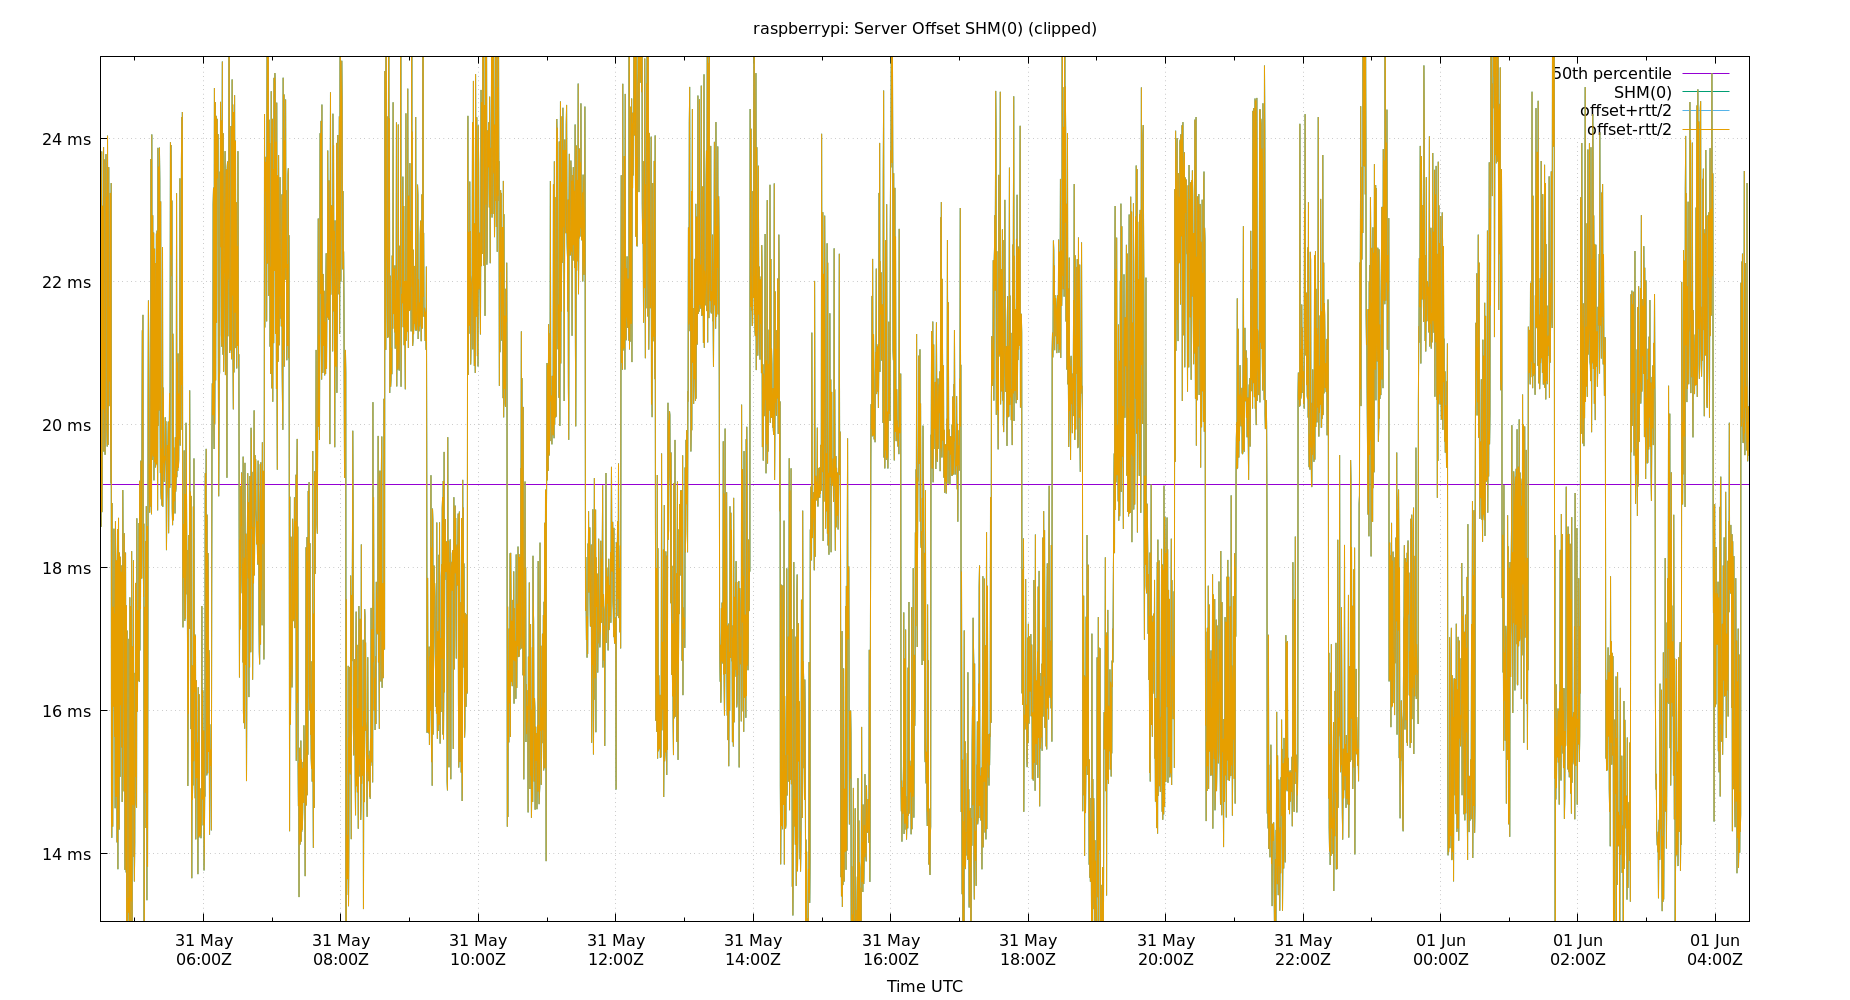 raspberrypi: Server Offset SHM(0) (clipped)
50th percentile
SHM(0)
offset+rtt/2
offset-rtt/2
24 ms
22 ms
20 ms
18 ms
16 ms
14 ms
31 May 31 May 31 May 31 May 31 May 31 May 31 May 31 May 31 May 01 Jun 01 Jun 01 Jun
06:00Z 08:00Z 10:00Z 12:00Z 14:00Z 16:00Z 18:00Z 20:00Z 22:00Z 00:00Z 02:00Z 04:00Z
Time UTC